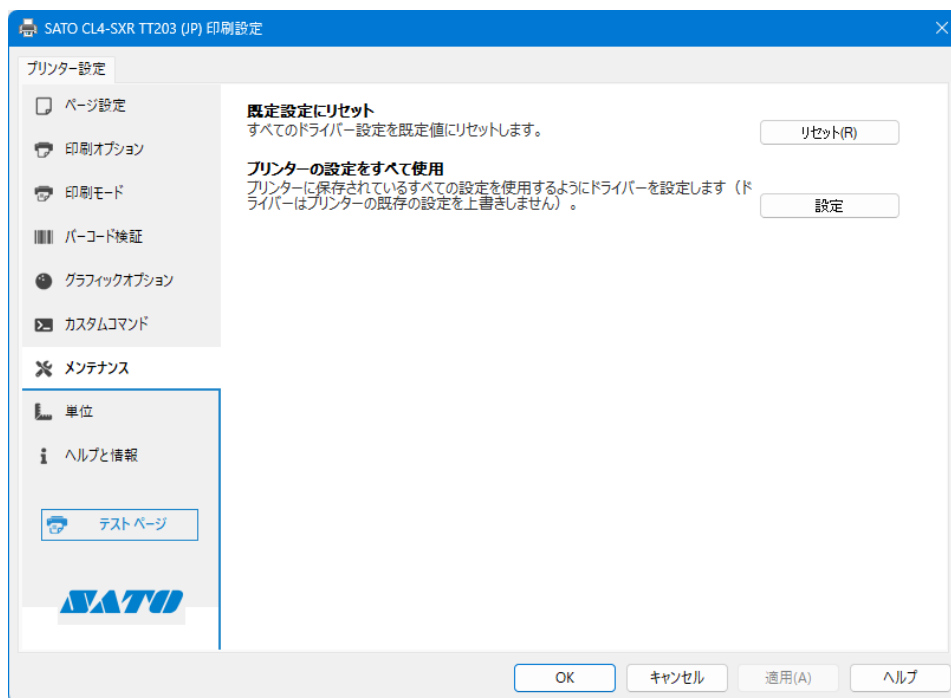 SATO CL4-SXR TT203 (JP) 印刷設定
プリンター設定
ページ設定
印刷オプション
印刷モード
バーコード検証
グラフィックオプション
カスタムコマンド
メンテナンス
単位
ヘルプと情報
テスト ページ
SATO
既定設定にリセット
すべてのドライバー設定を既定値にリセットします。
リセット(R)
プリンターの設定をすべて使用
プリンターに保存されているすべての設定を使用するようにドライバーを設定します（ド
ライバーはプリンターの既存の設定を上書きしません）。
設定
OK
キャンセル
適用(A)
ヘルプ